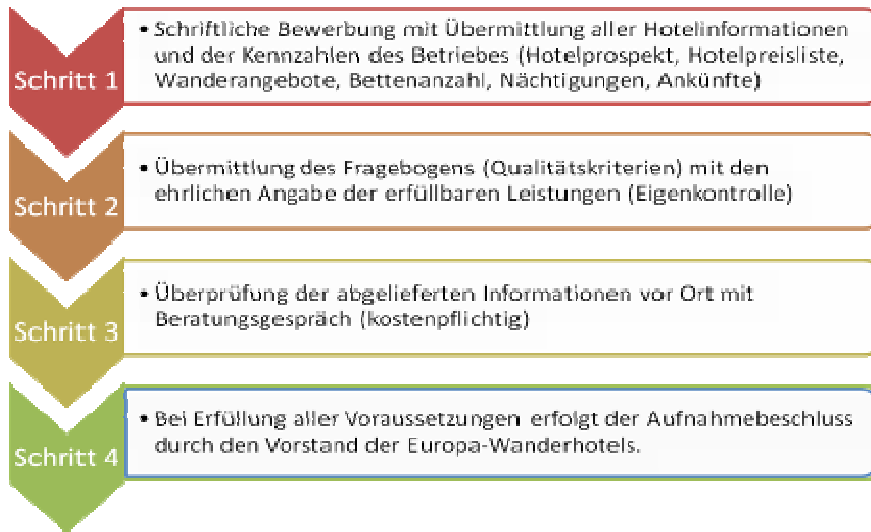 Schritt 1
• Schriftliche Bewerbung mit Übermittlung aller Hotelinformationen
und der Kennzahlen des Betriebes (Hotelprospekt, Hotelpreisliste,
Wanderangebote, Bettenanzahl, Nächtigungen, Ankünfte)
Schritt 2
• Übermittlung des Fragebogens (Qualitätskriterien) mit den
ehrlichen Angabe der erfüllbaren Leistungen (Eigenkontrolle)
Schritt 3
• Überprüfung der abgelieferten Informationen vor Ort mit
Beratungsgespräch (kostenpflichtig)
Schritt 4
• Bei Erfüllung aller Voraussetzungen erfolgt der Aufnahmebeschluss
durch den Vorstand der Europa-Wanderhotels.